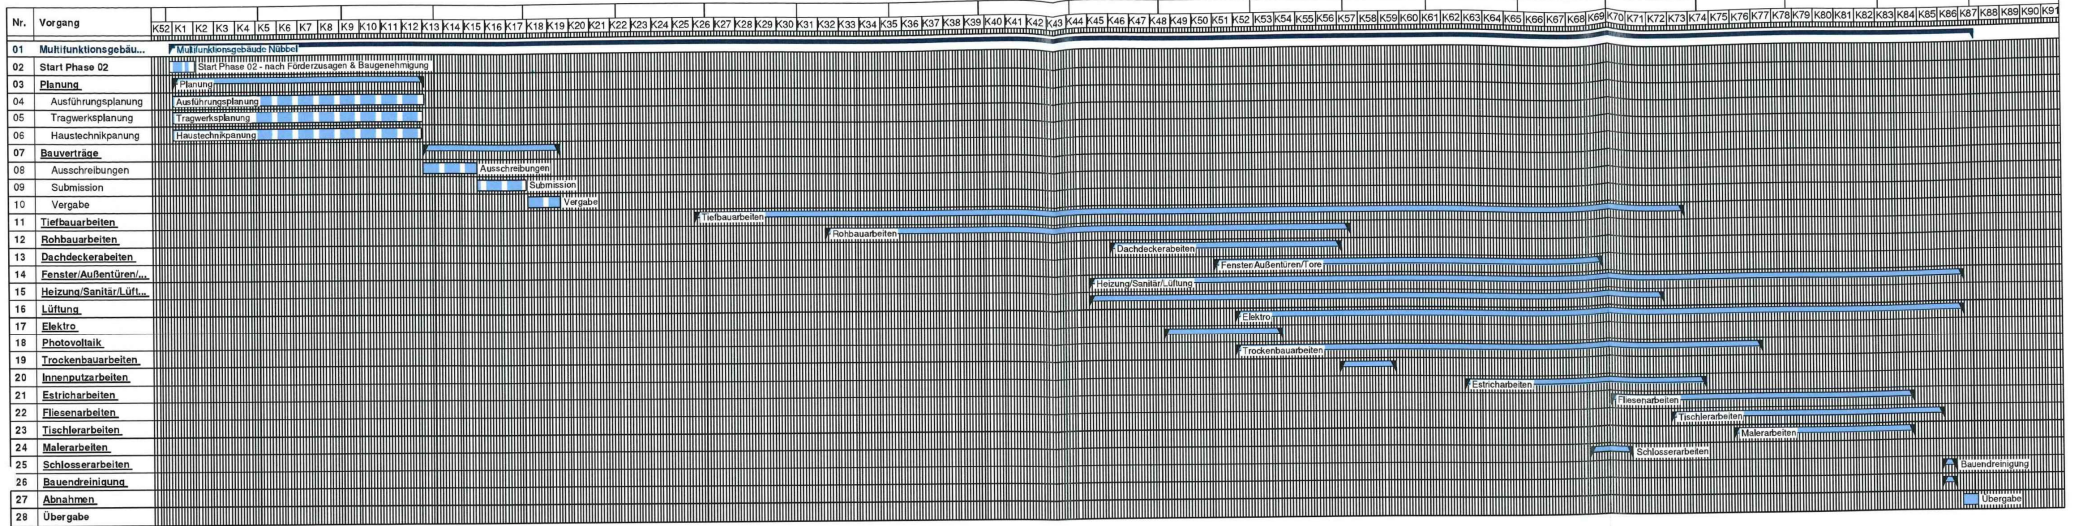 Nr. Vorgang K52 K1 K2 K3 K4 K5 K6 K7 K8 K9 K10 K11 K12 K13 K14 K15 K16 K17 K18 K19 K20 K21 K22 K23 K24 K25 K26 K27 K28 K29 K30 K31 K32 K33 K34 K35 K36 K37 K38 K39 K40 K41 K42 K43 K44 K45 K46 K47 K48 K49 K50 K51 K52 K53 K54 K55 K56 K57 K58 K59 K60 K61 K62 K63 K64 K65 K66 K67 K68 K69 K70 K71 K72 K73 K74 K75 K76 K77 K78 K79 K80 K81 K82 K83 K84 K85 K86 K87 K88 K89 K90 K91
01 Multifunktionsgebäu... Multifunktionsgebäude Nübbel
02 Start Phase 02 Start Phase 02 - nach Förderzusagen & Baugenehmigung
03 Planung Planung
04 Ausführungsplanung Ausführungsplanung
05 Tragwerksplanung Tragwerksplanung
06 Haustechnikpanung Haustechnikpanung
07 Bauverträge
08 Ausschreibungen Ausschreibungen
09 Submission Submission
10 Vergabe Vergabe
11 Tiefbauarbeiten Tiefbauarbeiten
12 Rohbauarbeiten Rohbauarbeiten
13 Dachdeckerabeiten Dachdeckerabeiten
14 Fenster/Außentüren/... Fenster/Außentüren/Tore
15 Heizung/Sanitär/Lüft... Heizung/Sanitär/Lüftung
16 Lüftung
17 Elektro Elektro
18 Photovoltaik
19 Trockenbauarbeiten Trockenbauarbeiten
20 Innenputzarbeiten
21 Estricharbeiten Estricharbeiten
22 Fliesenarbeiten Fliesenarbeiten
23 Tischlerarbeiten Tischlerarbeiten
24 Malerarbeiten Malerarbeiten
25 Schlosserarbeiten Schlosserarbeiten
26 Bauendreinigung Bauendreinigung
27 Abnahmen
28 Übergabe Übergabe